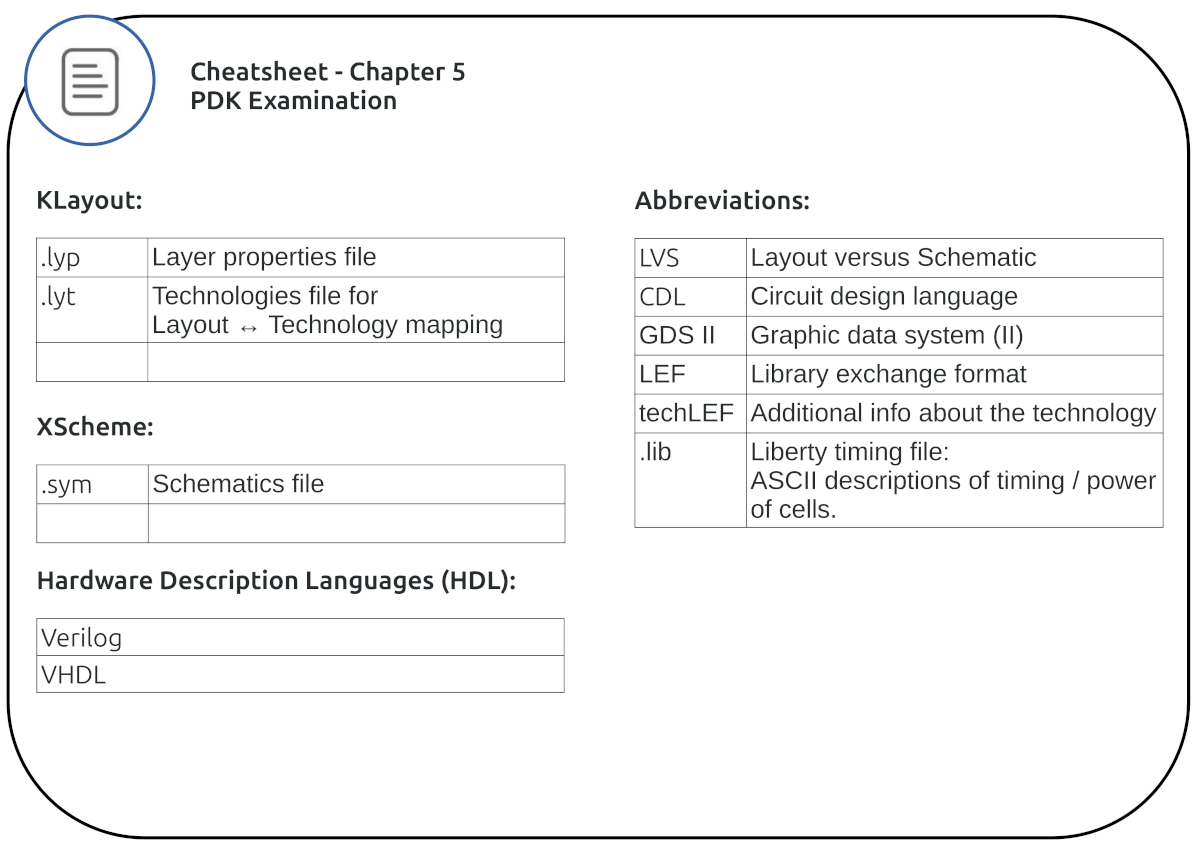 Cheatsheet - Chapter 5
PDK Examination
KLayout:
.lyp Layer properties file
.lyt Technologies file for
Layout ↔ Technology mapping
XScheme:
.sym Schematics file
Hardware Description Languages (HDL):
Verilog
VHDL
Abbreviations:
LVS Layout versus Schematic
CDL Circuit design language
GDS II Graphic data system (II)
LEF Library exchange format
techLEF Additional info about the technology
.lib Liberty timing file:
ASCII descriptions of timing / power
of cells.